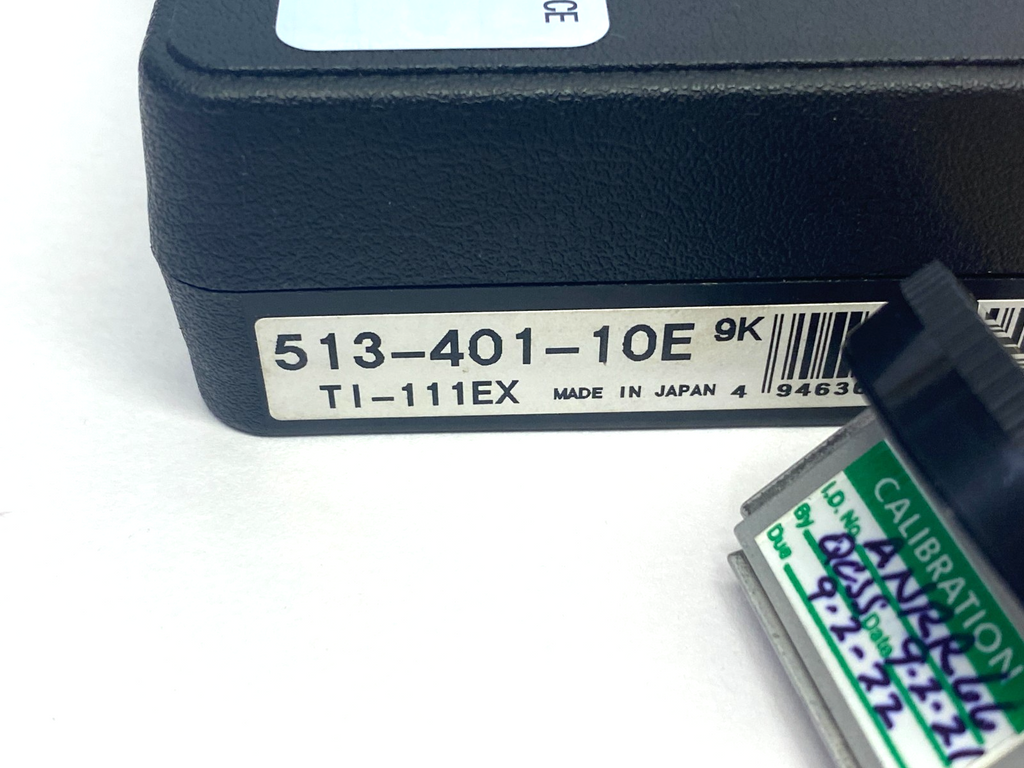 CE
513-401-10E 9K
TI-111EX MADE IN JAPAN 4 94636
CALIBRATION
I.D. No. ANRR66
By QCSS Date 9.2.21
Due 9.2.22